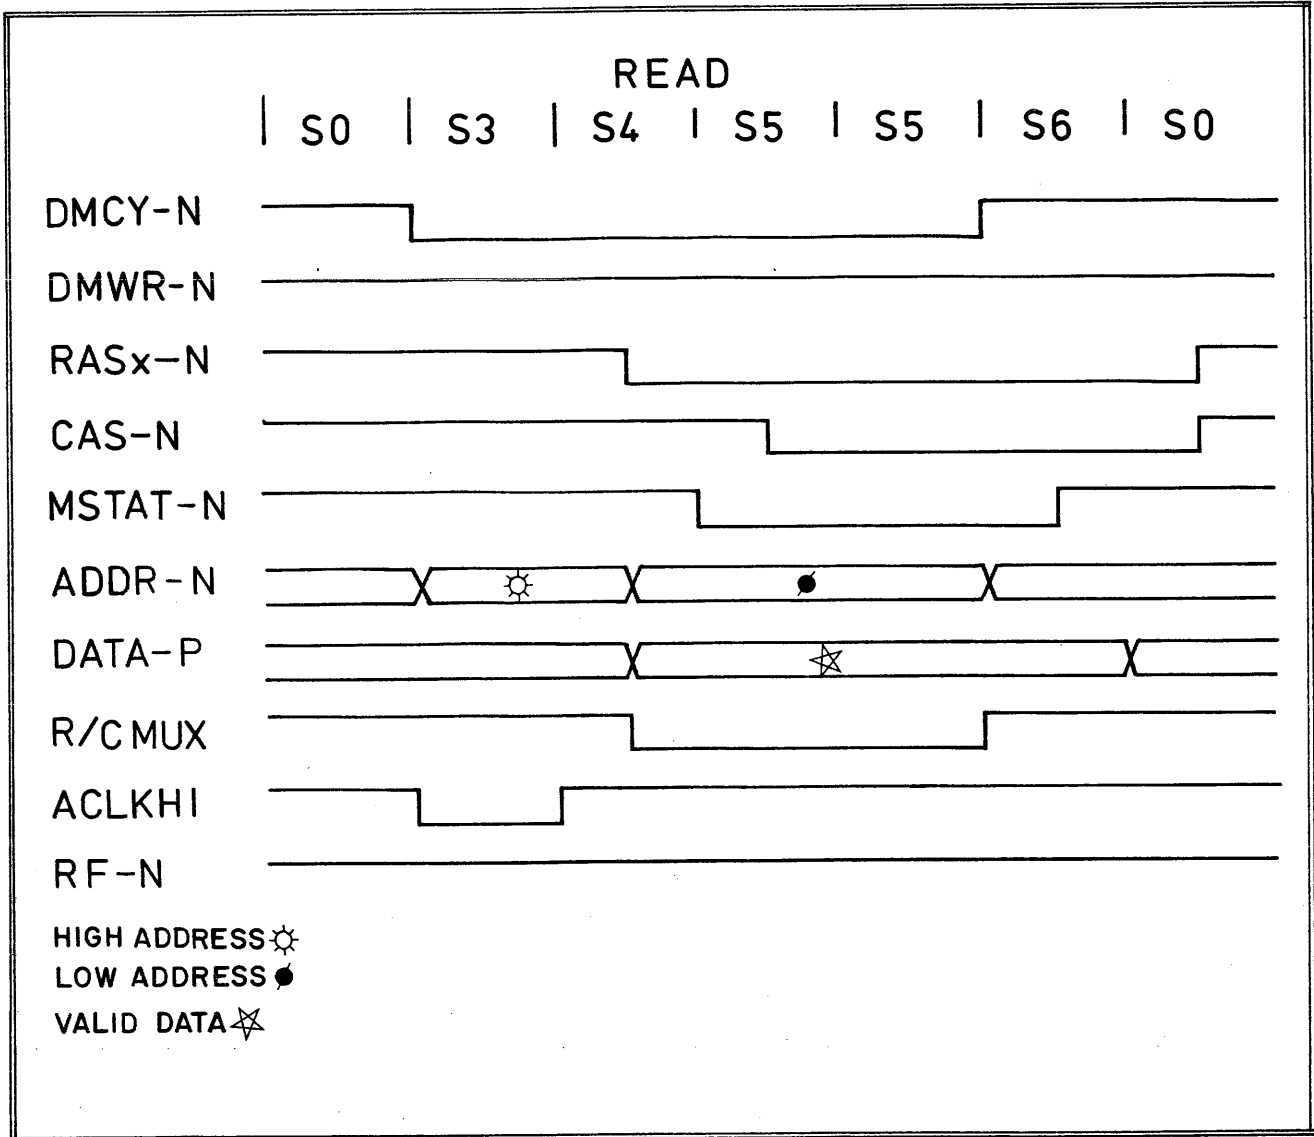 READ
S0 S3 S4 S5 S5 S6 S0
DMCY-N
DMWR-N
RASx-N
CAS-N
MSTAT-N
ADDR-N
DATA-P
R/C MUX
ACLKHI
RF-N
HIGH ADDRESS
LOW ADDRESS
VALID DATA